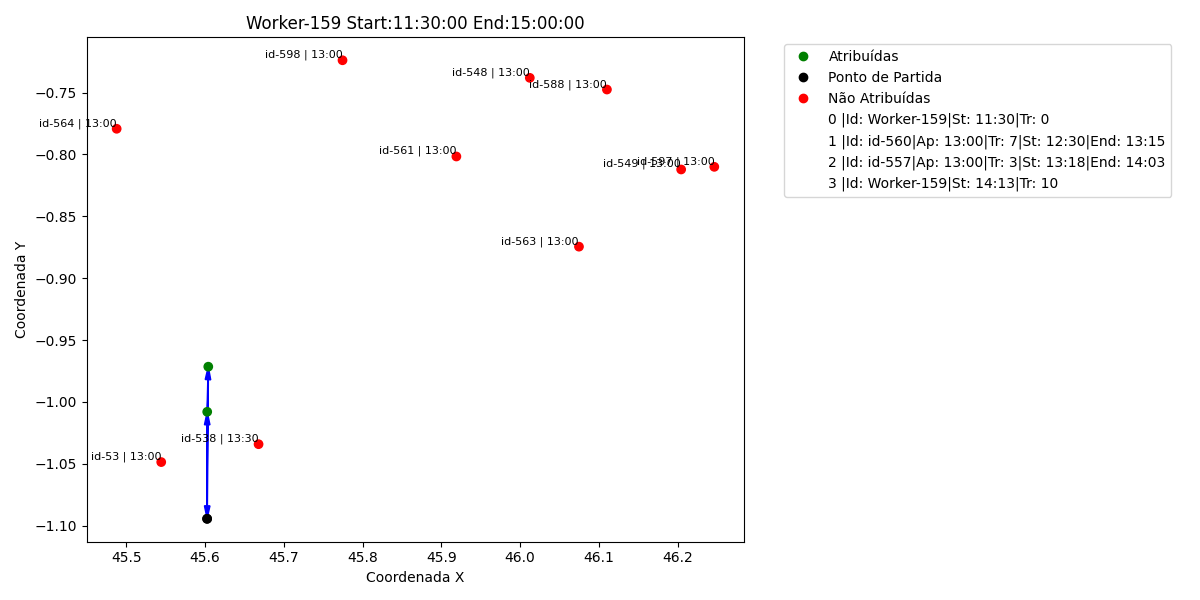 Worker-159 Start:11:30:00 End:15:00:00
id-598 | 13:00
id-548 | 13:00
id-588 | 13:00
id-564 | 13:00
id-561 | 13:00
id-549 | 13:00
id-597 | 13:00
id-563 | 13:00
id-538 | 13:30
id-53 | 13:00
−0.75
−0.80
−0.85
−0.90
−0.95
−1.00
−1.05
−1.10
Coordenada Y
45.5 45.6 45.7 45.8 45.9 46.0 46.1 46.2
Coordenada X
Atribuídas
Ponto de Partida
Não Atribuídas
0 |Id: Worker-159|St: 11:30|Tr: 0
1 |Id: id-560|Ap: 13:00|Tr: 7|St: 12:30|End: 13:15
2 |Id: id-557|Ap: 13:00|Tr: 3|St: 13:18|End: 14:03
3 |Id: Worker-159|St: 14:13|Tr: 10